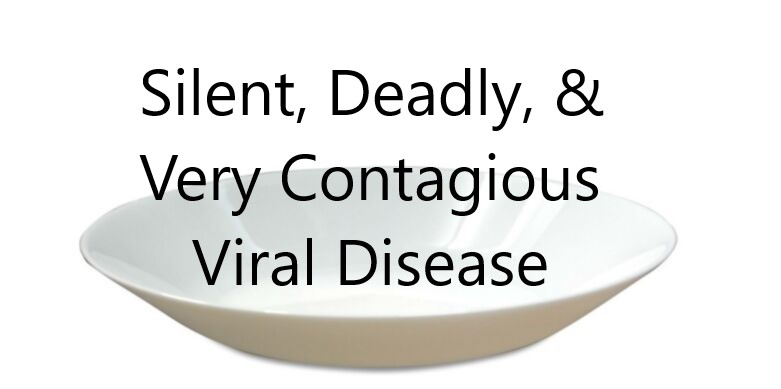 Silent, Deadly, &
Very Contagious
Viral Disease